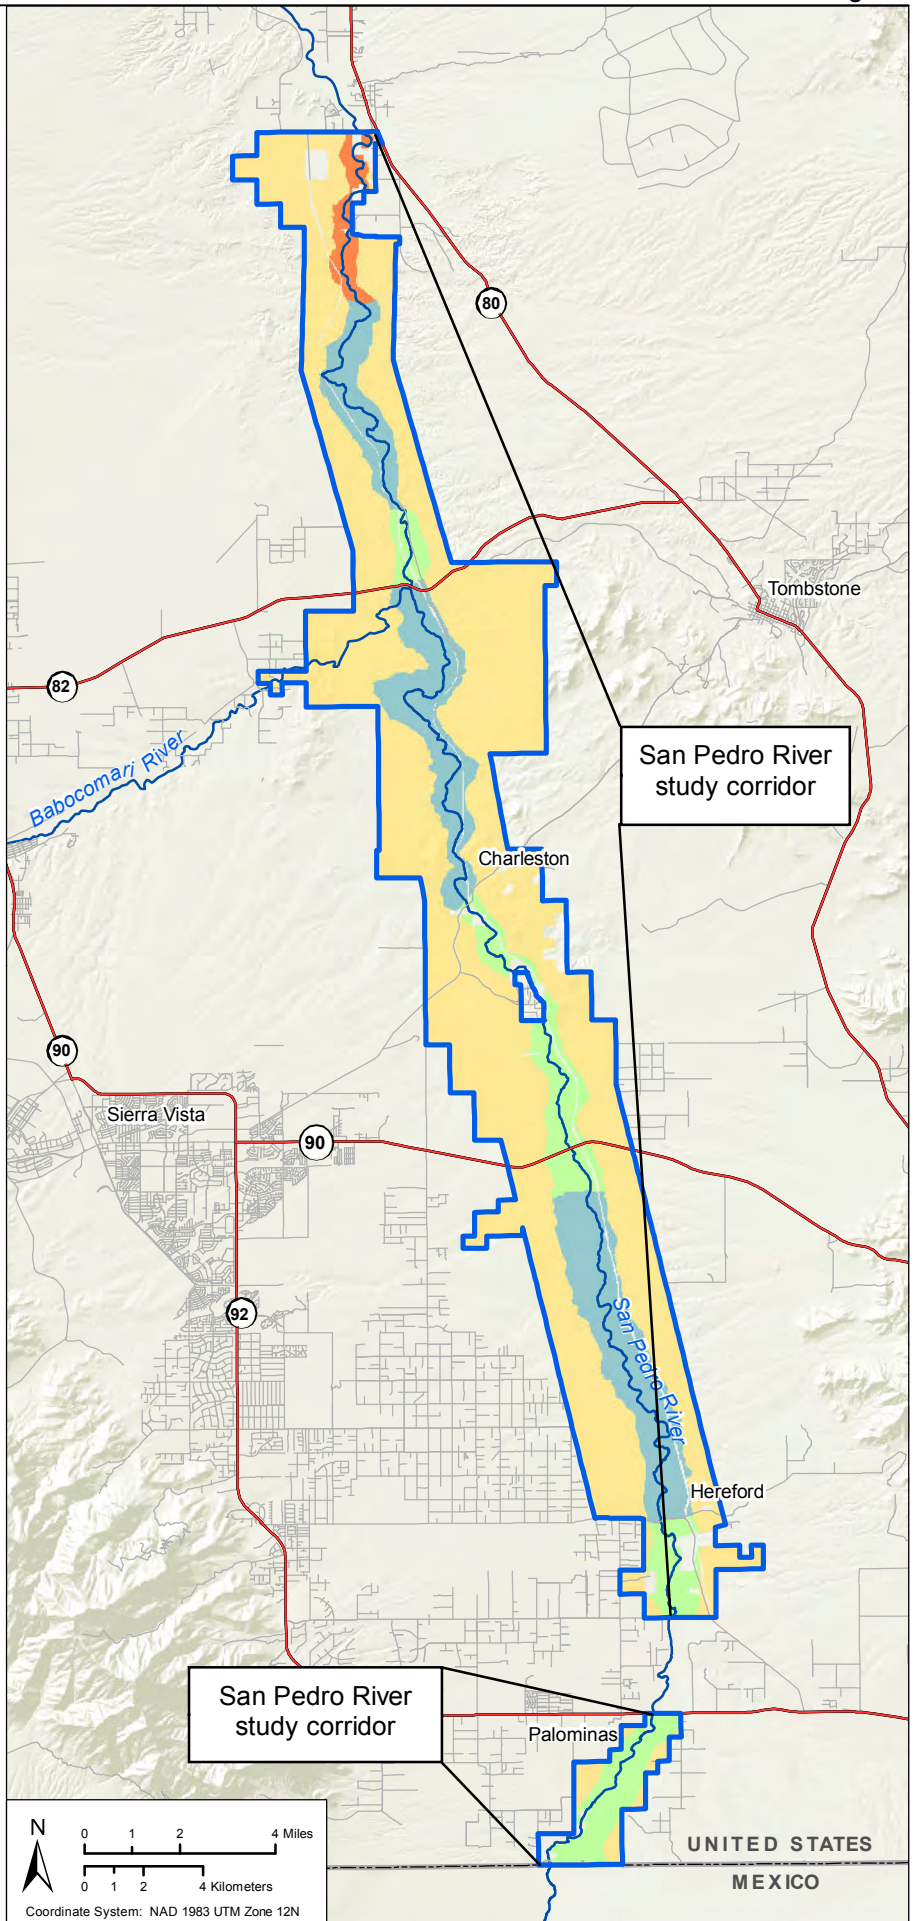 80
Tombstone
82
Babocomari River
San Pedro River
study corridor
Charleston
90
Sierra Vista
90
92
San Pedro River
Hereford
San Pedro River
study corridor
Palominas
N
0 1 2 4 Miles
0 1 2 4 Kilometers
Coordinate System: NAD 1983 UTM Zone 12N
UNITED STATES
MEXICO